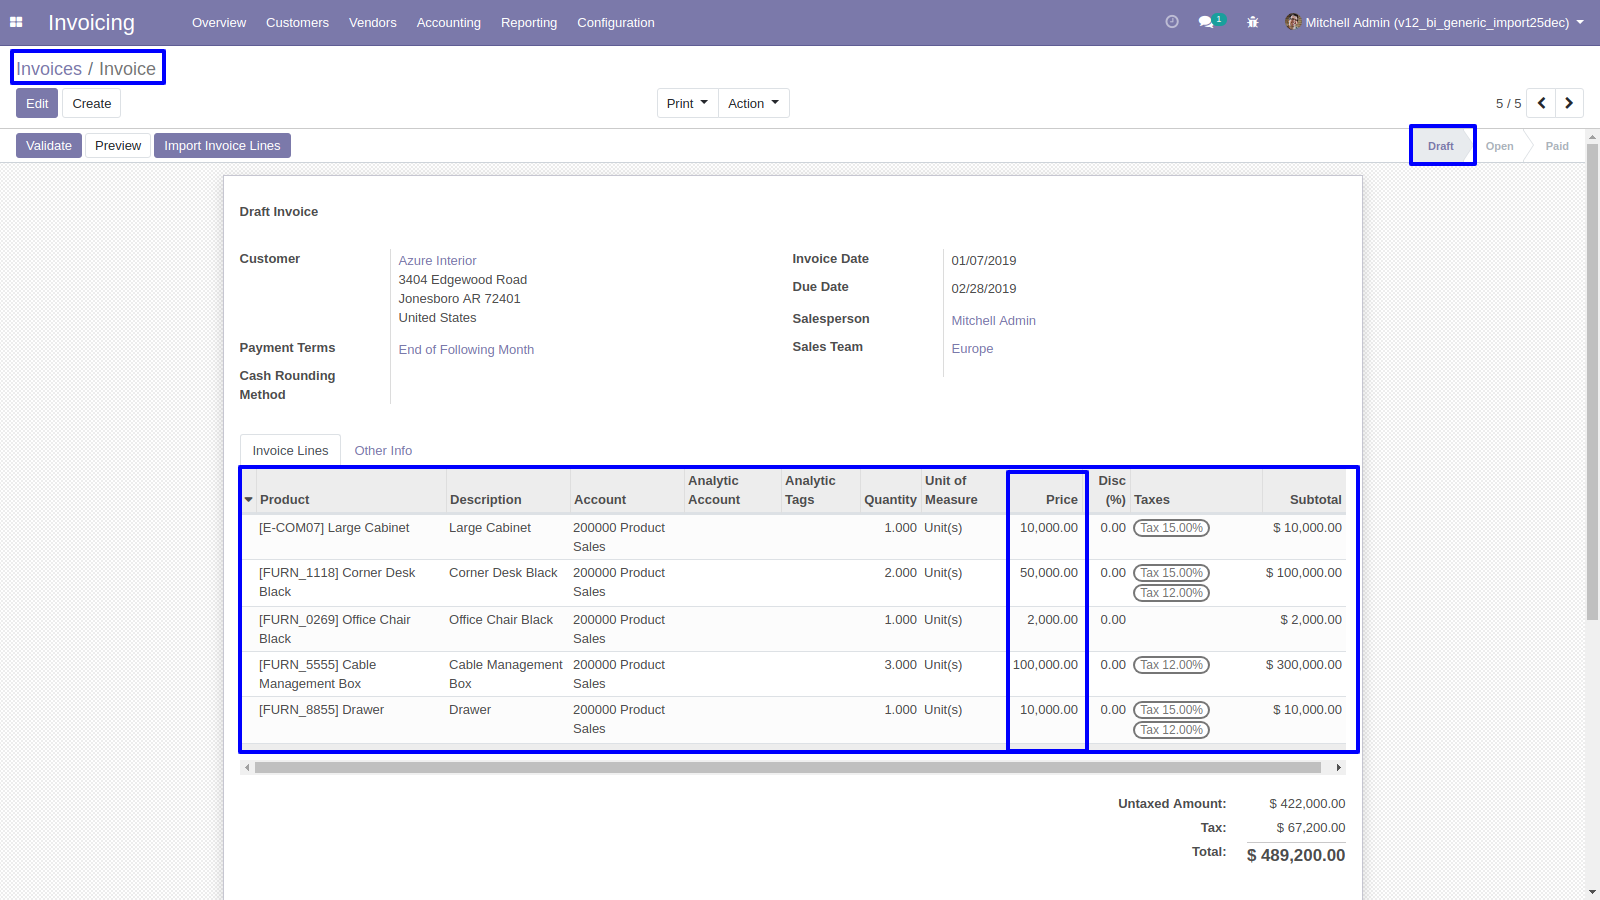 Invoicing Overview Customers Vendors Accounting Reporting Configuration 1 Mitchell Admin (v12_bi_generic_import25dec)
Invoices / Invoice
Edit Create Print Action 5 / 5
Validate Preview Import Invoice Lines Draft Open Paid
Draft Invoice
Customer Azure Interior
3404 Edgewood Road
Jonesboro AR 72401
United States
Payment Terms End of Following Month
Cash Rounding
Method
Invoice Date 01/07/2019
Due Date 02/28/2019
Salesperson Mitchell Admin
Sales Team Europe
Invoice Lines Other Info
Product Description Account Analytic Account Analytic Tags Quantity Unit of Measure Price Disc (%) Taxes Subtotal
[E-COM07] Large Cabinet Large Cabinet 200000 Product 1.000 Unit(s) 10,000.00 0.00 Tax 15.00% $ 10,000.00
Sales
[FURN_1118] Corner Desk Corner Desk Black 200000 Product 2.000 Unit(s) 50,000.00 0.00 Tax 15.00% $ 100,000.00
Black Sales Tax 12.00%
[FURN_0269] Office Chair Office Chair Black 200000 Product 1.000 Unit(s) 2,000.00 0.00 $ 2,000.00
Black Sales
[FURN_5555] Cable Cable Management 200000 Product 3.000 Unit(s) 100,000.00 0.00 Tax 12.00% $ 300,000.00
Management Box Box Sales
[FURN_8855] Drawer Drawer 200000 Product 1.000 Unit(s) 10,000.00 0.00 Tax 15.00% $ 10,000.00
Sales Tax 12.00%
Untaxed Amount: $ 422,000.00
Tax: $ 67,200.00
Total: $ 489,200.00